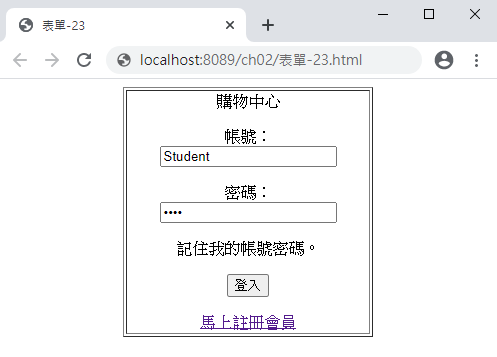 表單-23
localhost:8089/ch02/表單-23.html
購物中心
帳號：
Student
密碼：
••••
記住我的帳號密碼。
登入
馬上註冊會員